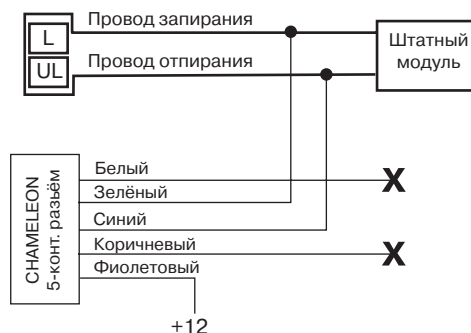 L
Провод запирания
UL
Провод отпирания
Штатный
модуль
CHAMELEON
5-конт. разъём
Белый
X
Зелёный
Синий
Коричневый
X
Фиолетовый
+12